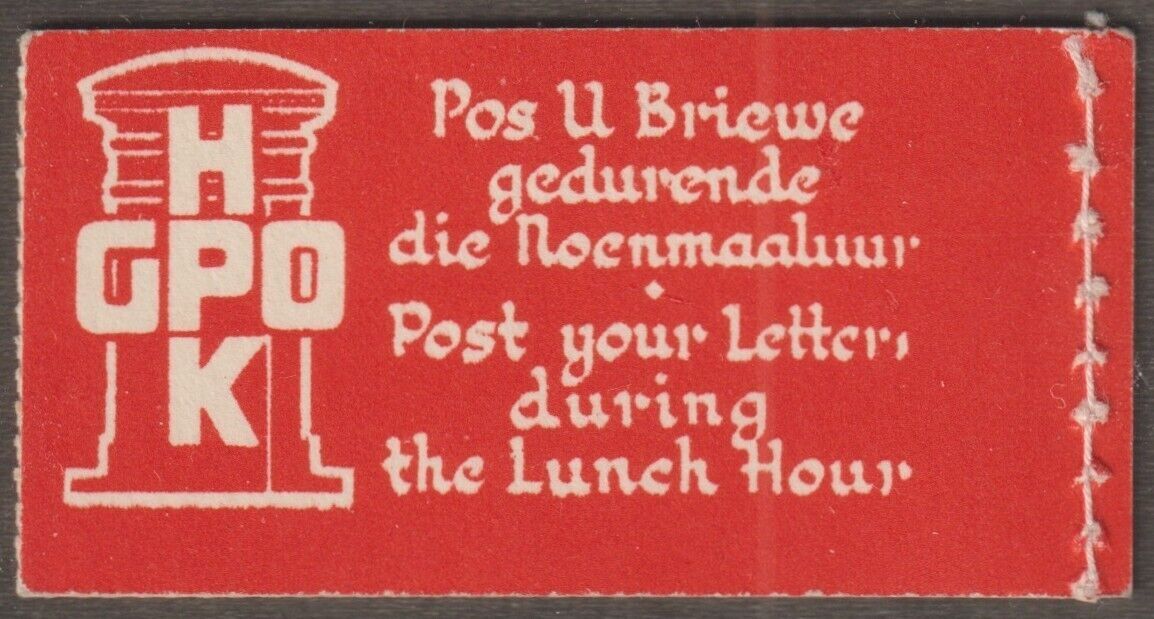 H
GPO
K
Pos U Briewe
gedurende
die Noenmaaluur
Post your Letters
during
the Lunch Hour